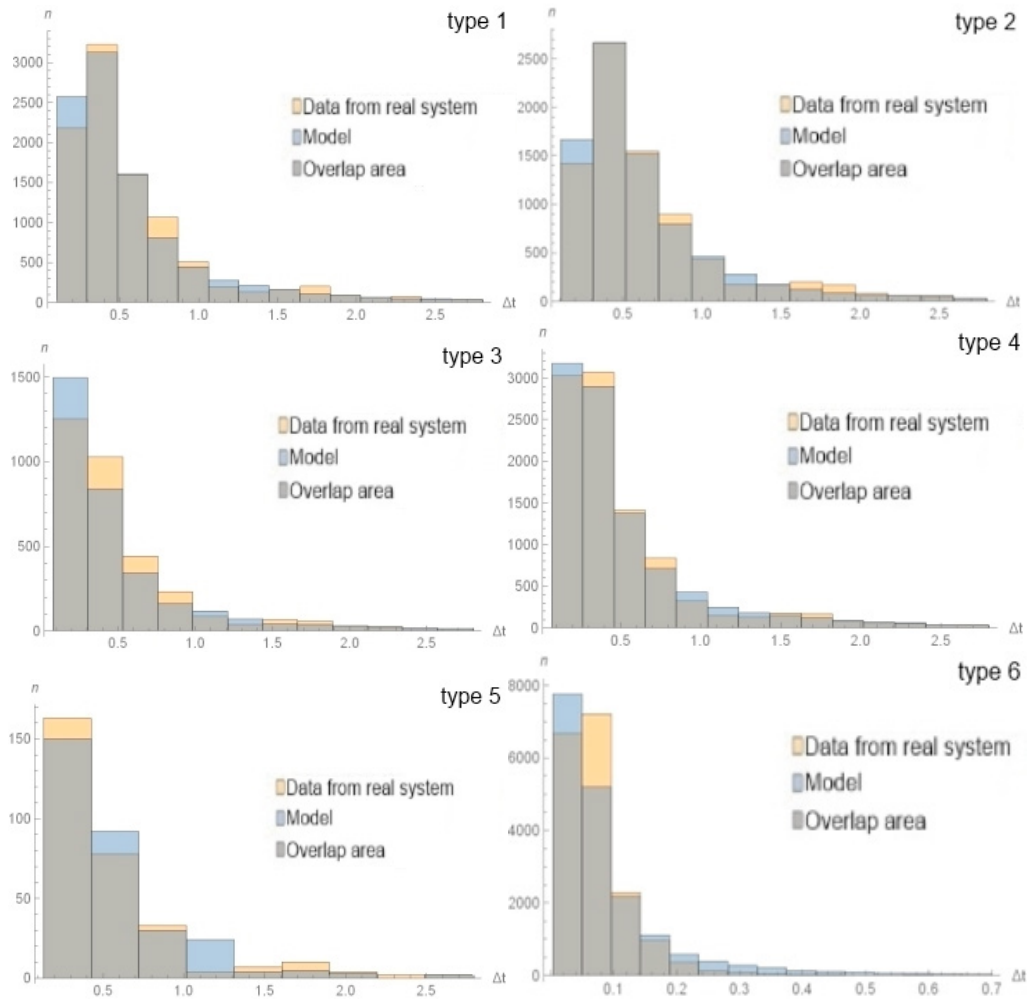 n
type 1
3000
2500
2000
1500
1000
500
0
Data from real system
Model
Overlap area
0.5 1.0 1.5 2.0 2.5 Δt
n
type 2
2500
2000
1500
1000
500
0
Data from real system
Model
Overlap area
0.5 1.0 1.5 2.0 2.5 Δt
n
type 3
1500
1000
500
0
Data from real system
Model
Overlap area
0.5 1.0 1.5 2.0 2.5 Δt
n
type 4
3000
2500
2000
1500
1000
500
0
Data from real system
Model
Overlap area
0.5 1.0 1.5 2.0 2.5 Δt
n
type 5
150
100
50
0
Data from real system
Model
Overlap area
0.5 1.0 1.5 2.0 2.5 Δt
n
type 6
8000
6000
4000
2000
0
Data from real system
Model
Overlap area
0.1 0.2 0.3 0.4 0.5 0.6 0.7 Δt